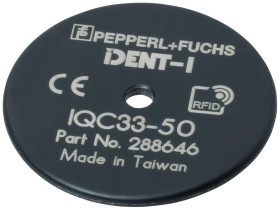 PEPPERL+FUCHS
IDENT-I
CE
RFID
IQC33-50
Part No. 288646
Made in Taiwan